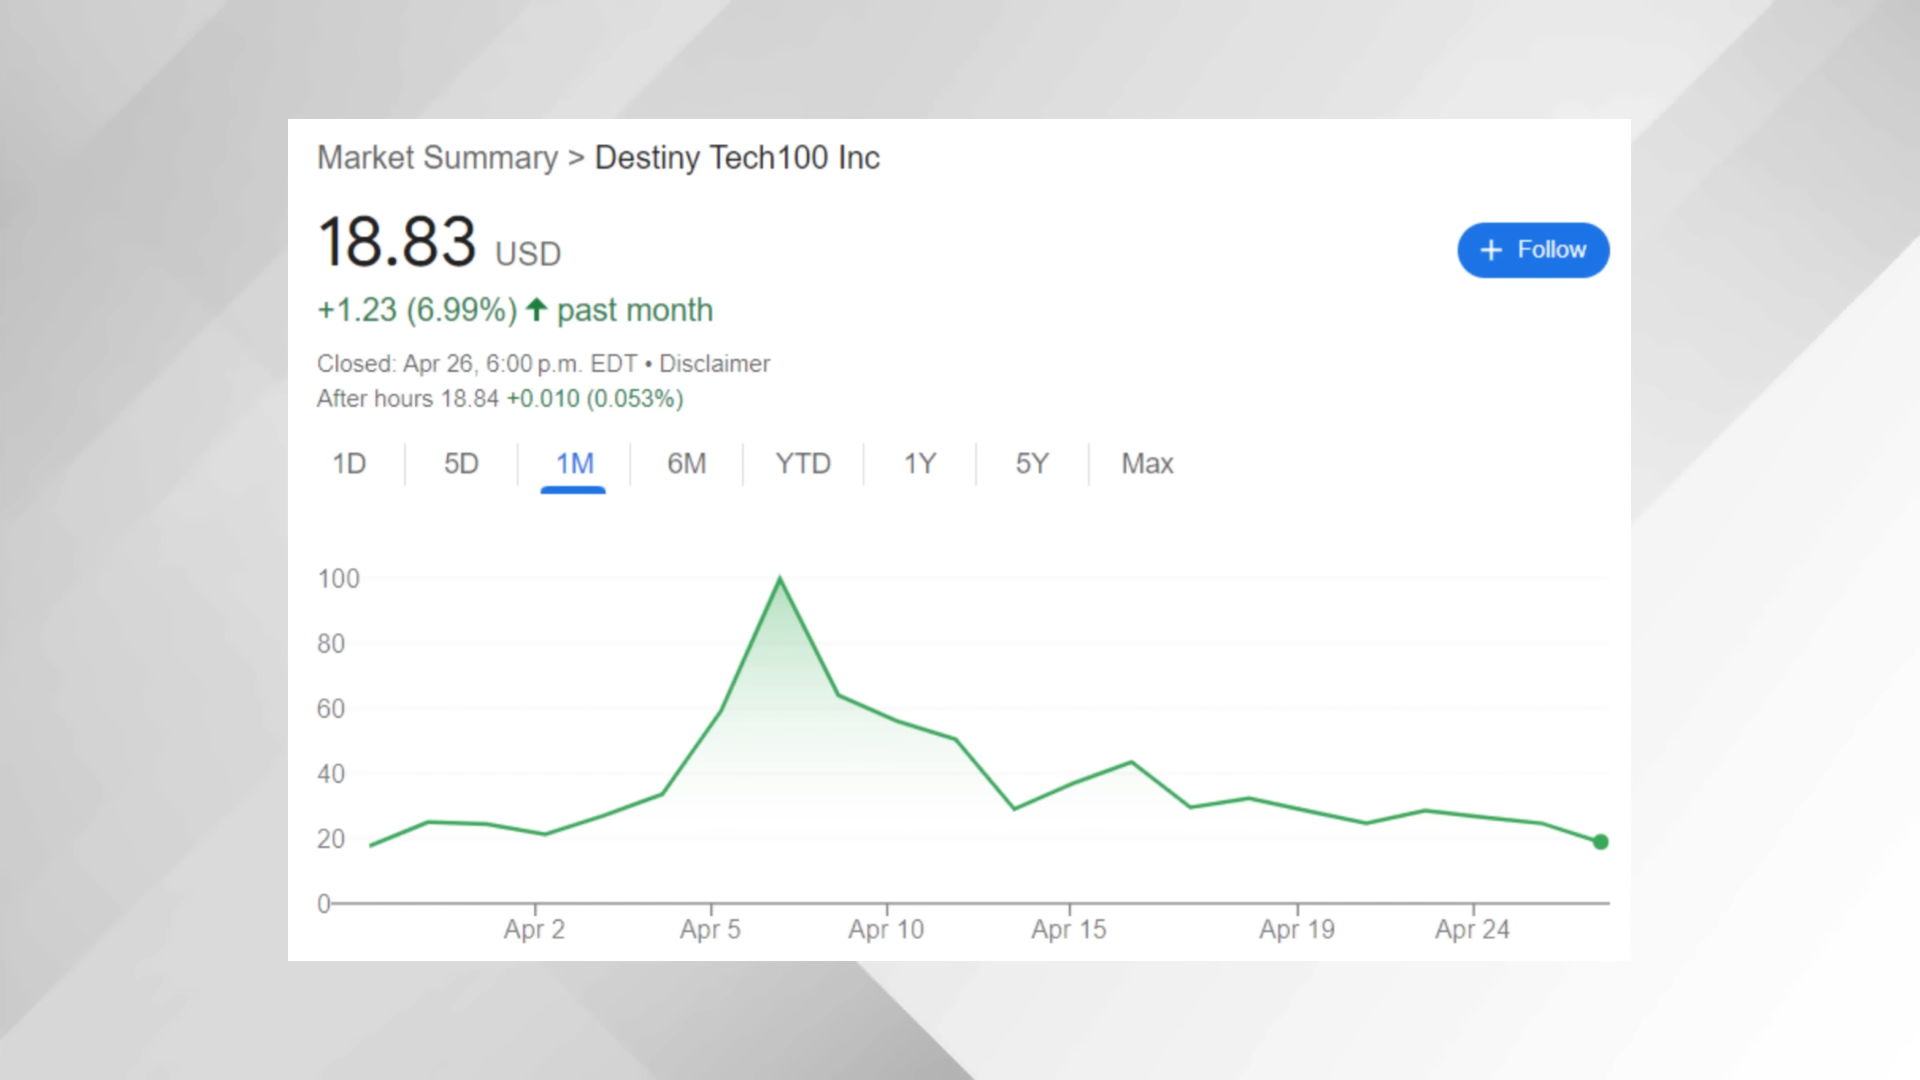 Market Summary > Destiny Tech100 Inc
18.83 USD
+ Follow
+1.23 (6.99%) ↑ past month
Closed: Apr 26, 6:00 p.m. EDT • Disclaimer
After hours 18.84 +0.010 (0.053%)
1D 5D 1M 6M YTD 1Y 5Y Max
100
80
60
40
20
0
Apr 2 Apr 5 Apr 10 Apr 15 Apr 19 Apr 24